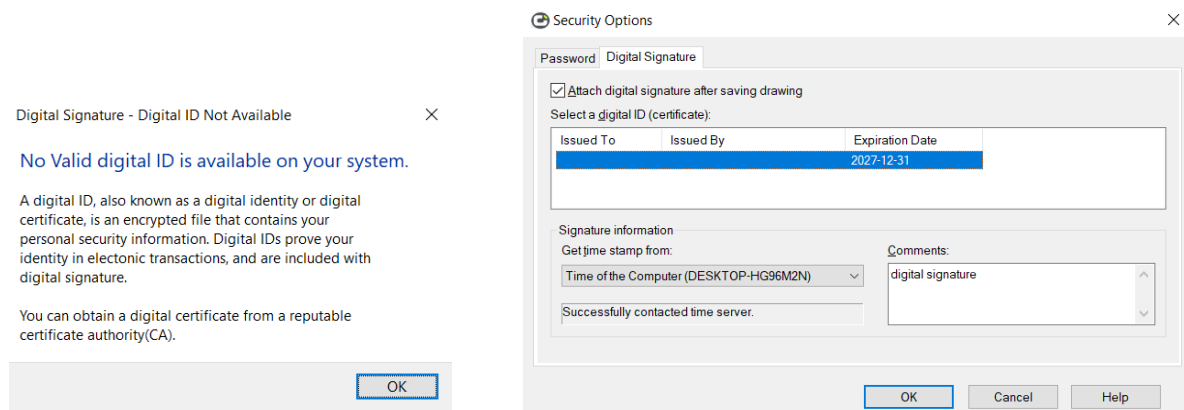 Digital Signature - Digital ID Not Available
No Valid digital ID is available on your system.
A digital ID, also known as a digital identity or digital
certificate, is an encrypted file that contains your
personal security information. Digital IDs prove your
identity in electonic transactions, and are included with
digital signature.
You can obtain a digital certificate from a reputable
certificate authority(CA).
OK
Security Options
Password
Digital Signature
Attach digital signature after saving drawing
Select a digital ID (certificate):
Issued To Issued By Expiration Date
2027-12-31
Signature information
Get time stamp from:
Time of the Computer (DESKTOP-HG96M2N)
Successfully contacted time server.
Comments:
digital signature
OK Cancel Help